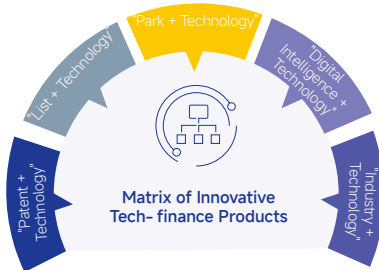 "Patent +
Technology"
"List + Technology"
"Park + Technology"
"Digital
Intelligence +
Technology"
"Industry +
Technology"
Matrix of Innovative
Tech- finance Products